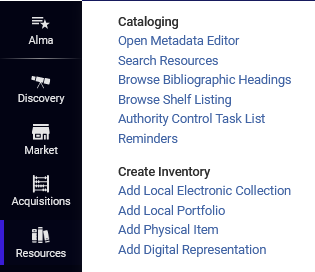 Alma
Discovery
Market
Acquisitions
Resources
Cataloging
Open Metadata Editor
Search Resources
Browse Bibliographic Headings
Browse Shelf Listing
Authority Control Task List
Reminders
Create Inventory
Add Local Electronic Collection
Add Local Portfolio
Add Physical Item
Add Digital Representation